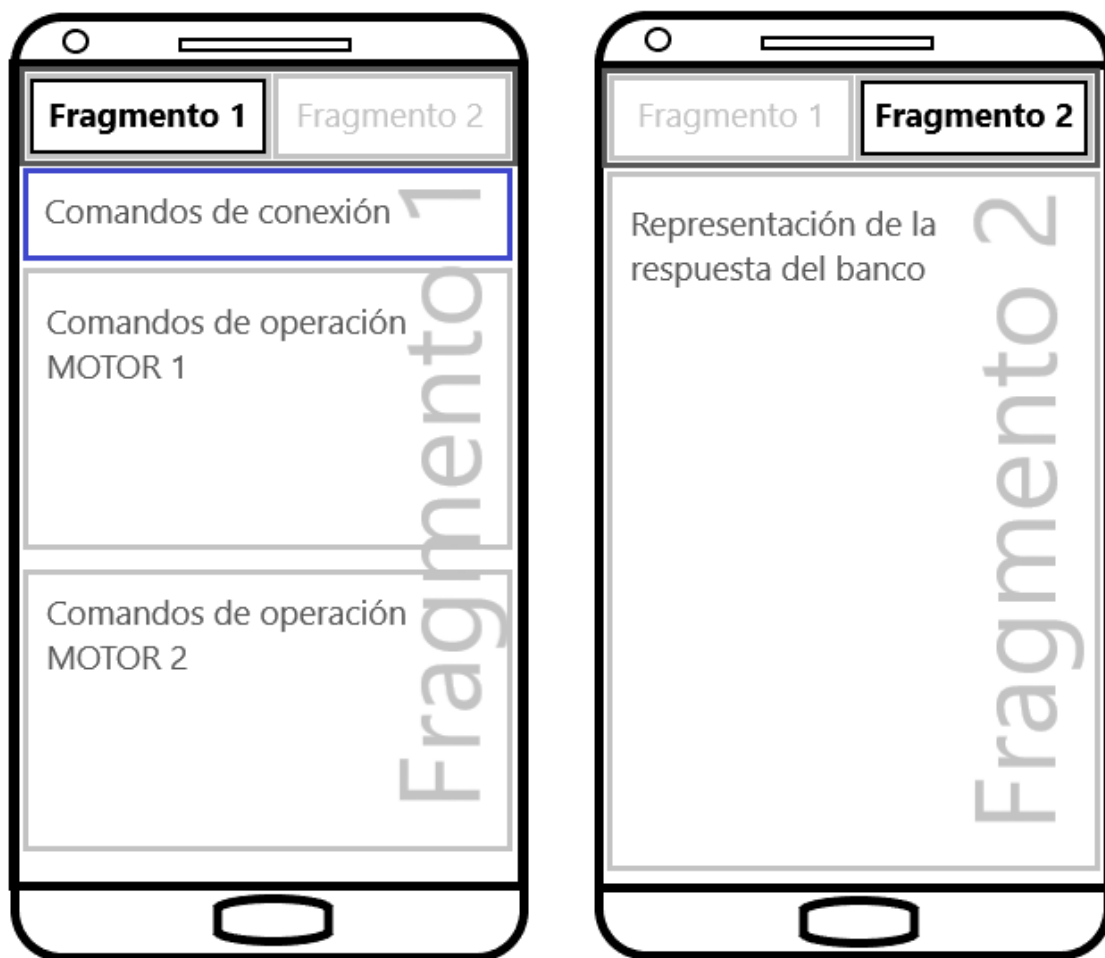 Fragmento 1
Fragmento 2
Comandos de conexión
Comandos de operación
MOTOR 1
Comandos de operación
MOTOR 2
Fragmento 1
Fragmento 1
Fragmento 2
Representación de la
respuesta del banco
Fragmento 2